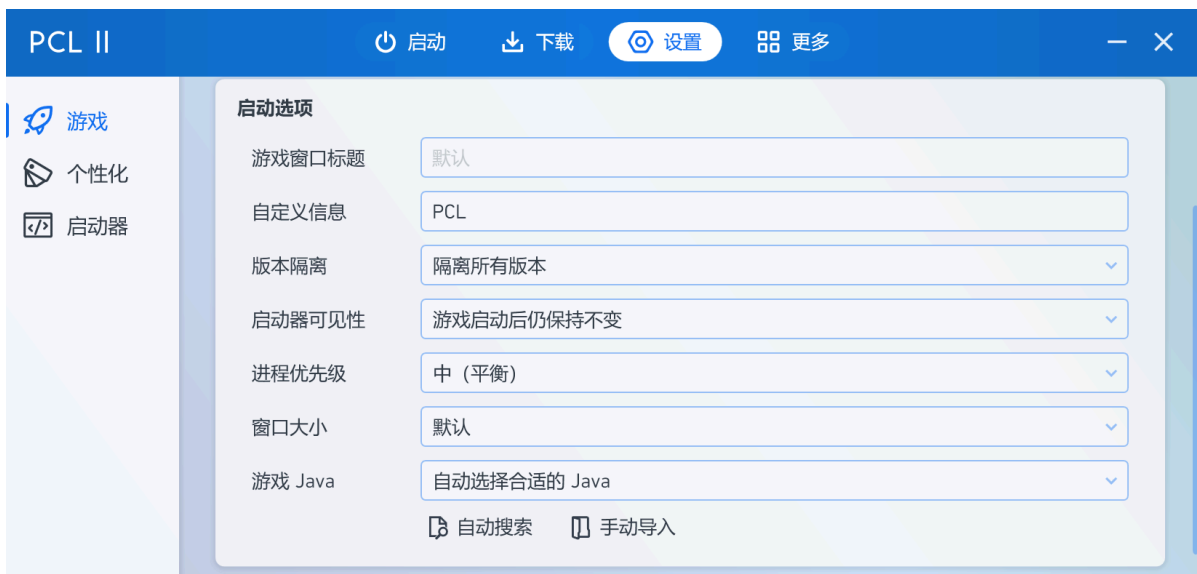 PCL II 启动 下载 设置 更多
游戏
个性化
启动器
启动选项
游戏窗口标题 默认
自定义信息 PCL
版本隔离 隔离所有版本
启动器可见性 游戏启动后仍保持不变
进程优先级 中（平衡）
窗口大小 默认
游戏 Java 自动选择合适的 Java
自动搜索 手动导入